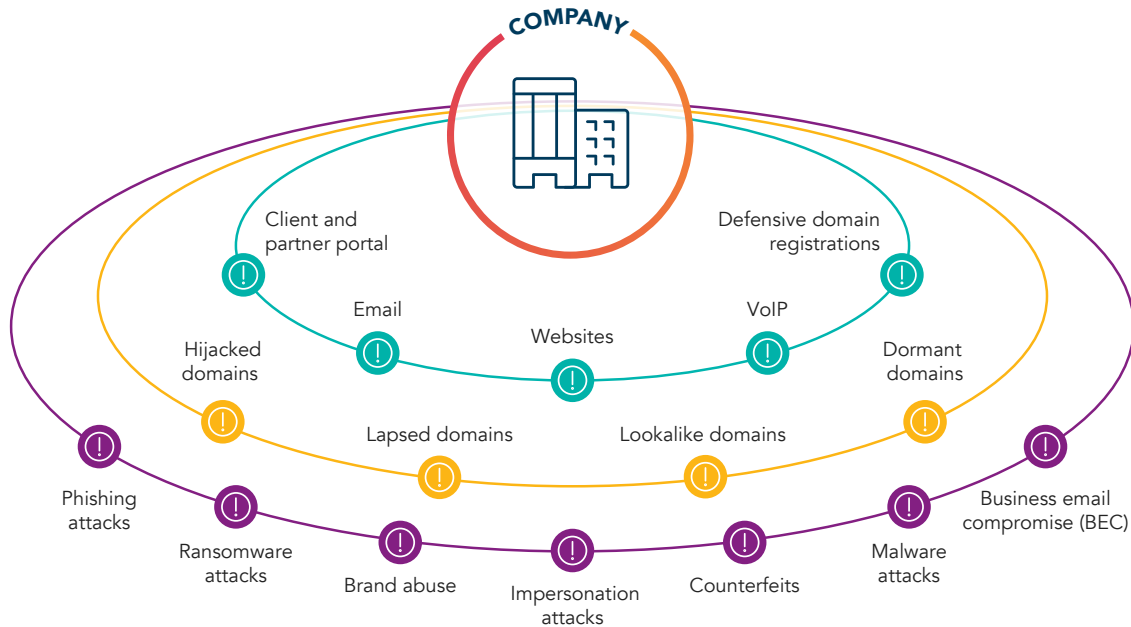 COMPANY
Client and
partner portal
Defensive domain
registrations
Email
VoIP
Websites
Hijacked
domains
Dormant
domains
Lapsed domains
Lookalike domains
Phishing
attacks
Business email
compromise (BEC)
Ransomware
attacks
Malware
attacks
Brand abuse
Counterfeits
Impersonation
attacks